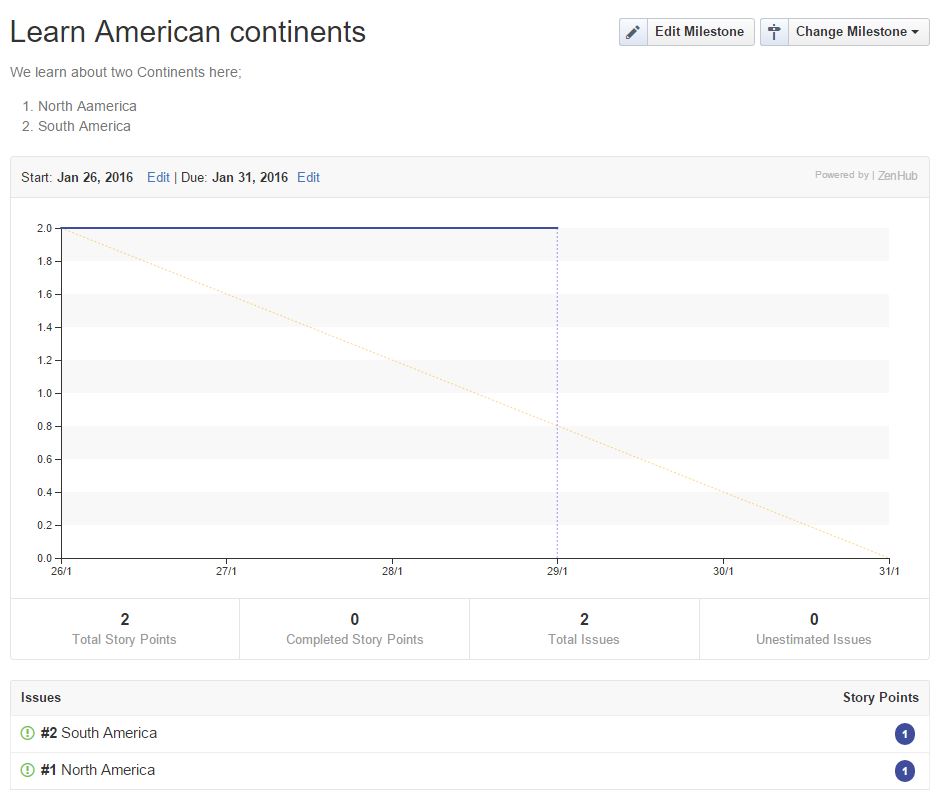 Learn American continents
Edit Milestone
Change Milestone
We learn about two Continents here;
1. North Aamerica
2. South America
Start: Jan 26, 2016 Edit | Due: Jan 31, 2016 Edit
Powered by | ZenHub
2.0
1.8
1.6
1.4
1.2
1.0
0.8
0.6
0.4
0.2
0.0
26/1 27/1 28/1 29/1 30/1 31/1
2 0 2 0
Total Story Points Completed Story Points Total Issues Unestimated Issues
Issues Story Points
#2 South America 1
#1 North America 1